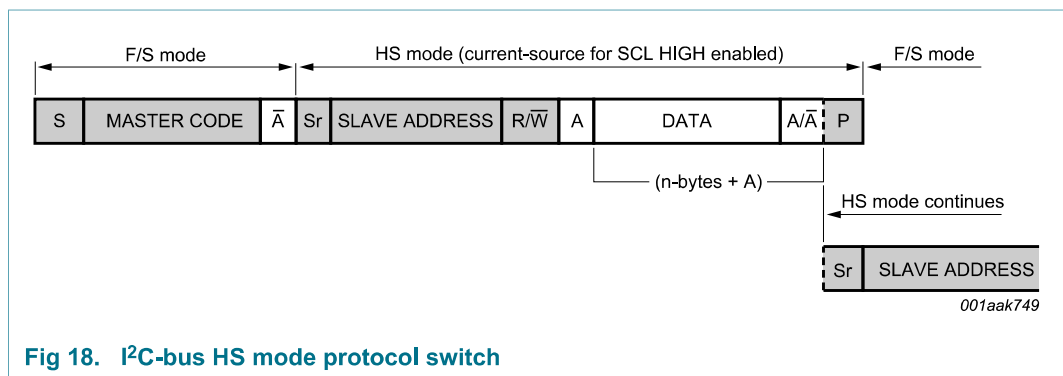 F/S mode
HS mode (current-source for SCL HIGH enabled)
F/S mode
S MASTER CODE A̅ Sr SLAVE ADDRESS R/W̅ A DATA A/A̅ P
(n-bytes + A)
HS mode continues
Sr SLAVE ADDRESS
001aak749
Fig 18. I²C-bus HS mode protocol switch